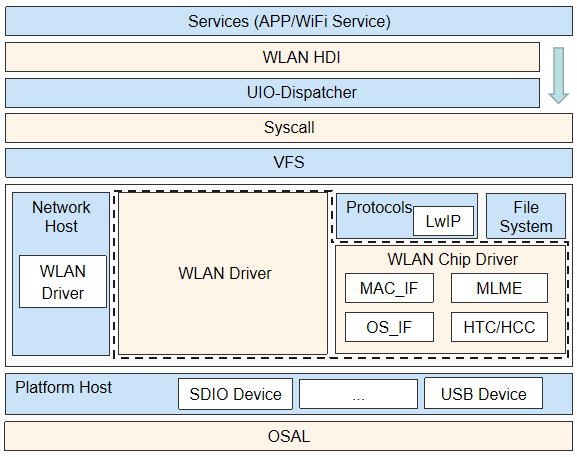 Services (APP/WiFi Service)
WLAN HDI
UIO-Dispatcher
Syscall
VFS
Network
Host
WLAN
Driver
WLAN Driver
Protocols
LwIP
File
System
WLAN Chip Driver
MAC_IF
MLME
OS_IF
HTC/HCC
Platform Host
SDIO Device
...
USB Device
OSAL